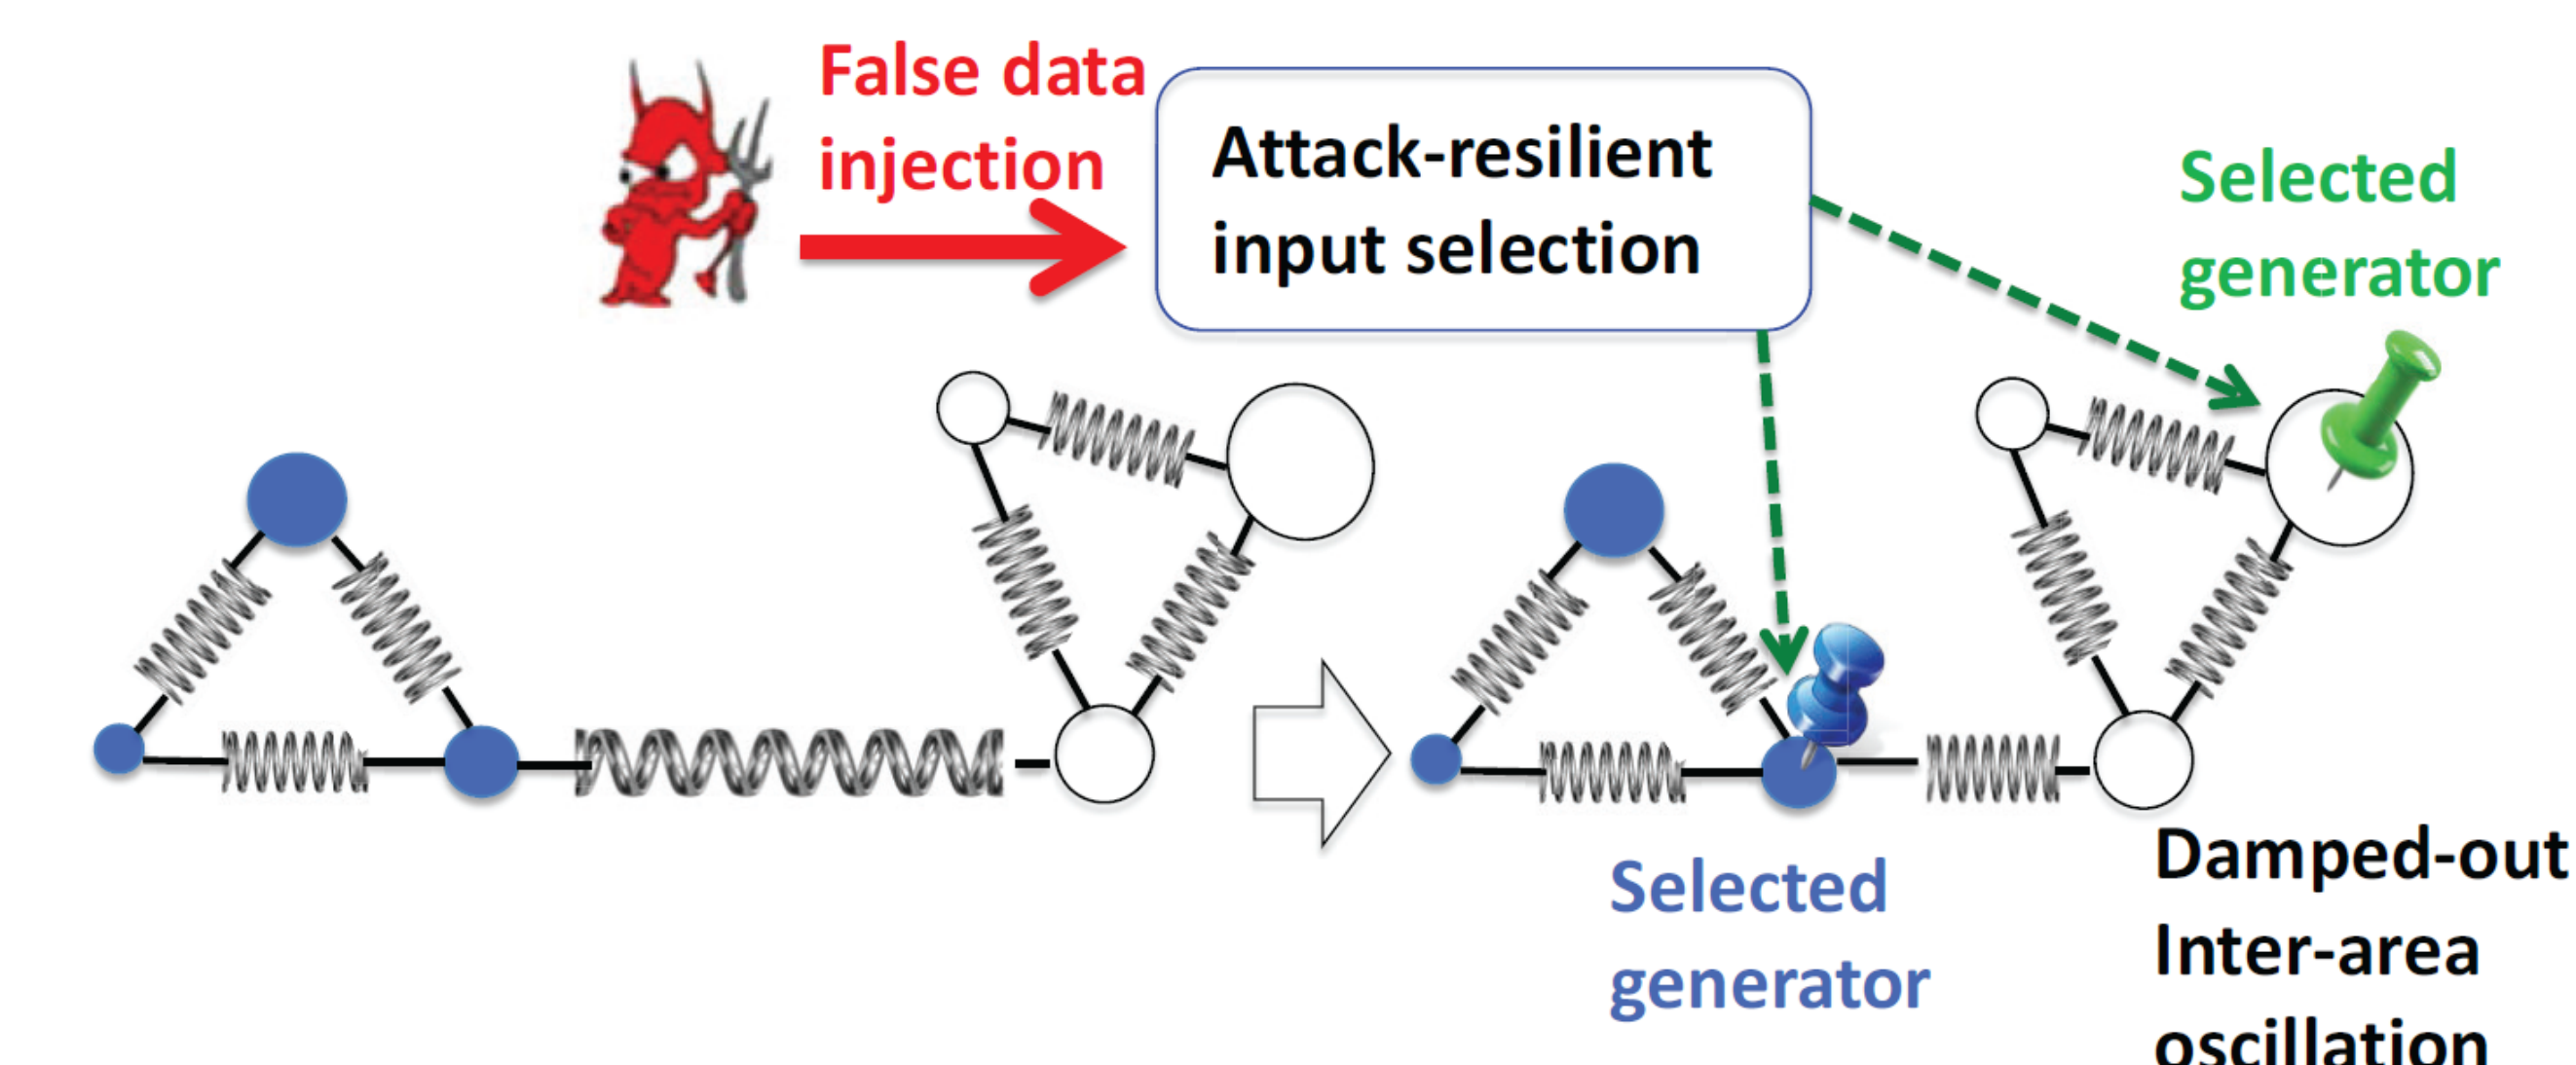 False data
injection
Attack-resilient
input selection
Selected
generator
Selected
generator
Damped-out
Inter-area
oscillation